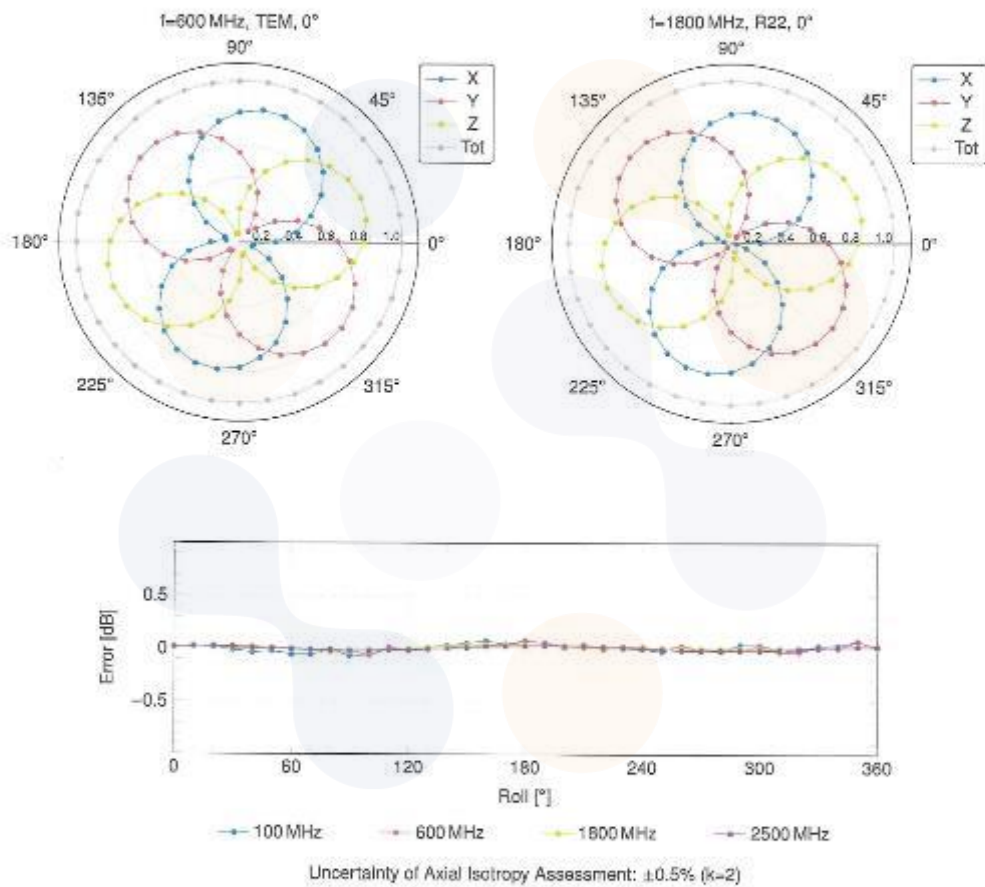 f=600 MHz, TEM, 0°
90°
135°
45°
180°
0.2 0.4 0.6 0.8 1.0
0°
225°
315°
270°
X
Y
Z
Tot
f=1800 MHz, R22, 0°
90°
135°
45°
180°
0.2 0.4 0.6 0.8 1.0
0°
225°
315°
270°
X
Y
Z
Tot
Error [dB]
0.5
0
−0.5
0 60 120 180 240 300 360
Roll [°]
100 MHz 600 MHz 1800 MHz 2500 MHz
Uncertainty of Axial Isotropy Assessment: ±0.5% (k=2)